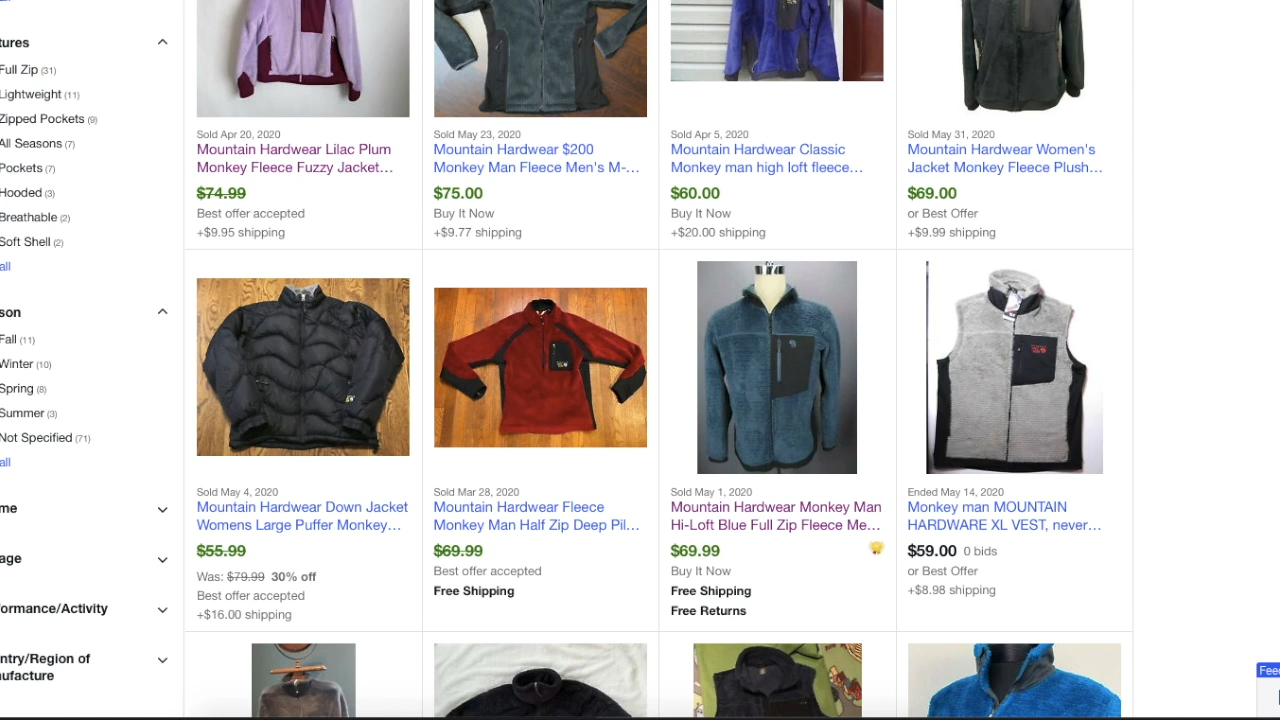 tures
Full Zip (31)
Lightweight (11)
Zipped Pockets (9)
All Seasons (7)
Pockets (7)
Hooded (3)
Breathable (2)
Soft Shell (2)
all
son
Fall (11)
Winter (10)
Spring (8)
Summer (3)
Not Specified (71)
all
me
age
ormance/Activity
ntry/Region of
ufacture
Sold Apr 20, 2020
Mountain Hardwear Lilac Plum
Monkey Fleece Fuzzy Jacket...
$74.99
Best offer accepted
+$9.95 shipping
Sold May 23, 2020
Mountain Hardwear $200
Monkey Man Fleece Men's M-...
$75.00
Buy It Now
+$9.77 shipping
Sold Apr 5, 2020
Mountain Hardwear Classic
Monkey man high loft fleece...
$60.00
Buy It Now
+$20.00 shipping
Sold May 31, 2020
Mountain Hardwear Women's
Jacket Monkey Fleece Plush...
$69.00
or Best Offer
+$9.99 shipping
Sold May 4, 2020
Mountain Hardwear Down Jacket
Womens Large Puffer Monkey...
$55.99
Was: $79.99 30% off
Best offer accepted
+$16.00 shipping
Sold Mar 28, 2020
Mountain Hardwear Fleece
Monkey Man Half Zip Deep Pil...
$69.99
Best offer accepted
Free Shipping
Sold May 1, 2020
Mountain Hardwear Monkey Man
Hi-Loft Blue Full Zip Fleece Me...
$69.99
Buy It Now
Free Shipping
Free Returns
Ended May 14, 2020
Monkey man MOUNTAIN
HARDWARE XL VEST, never...
$59.00 0 bids
or Best Offer
+$8.98 shipping
Feed